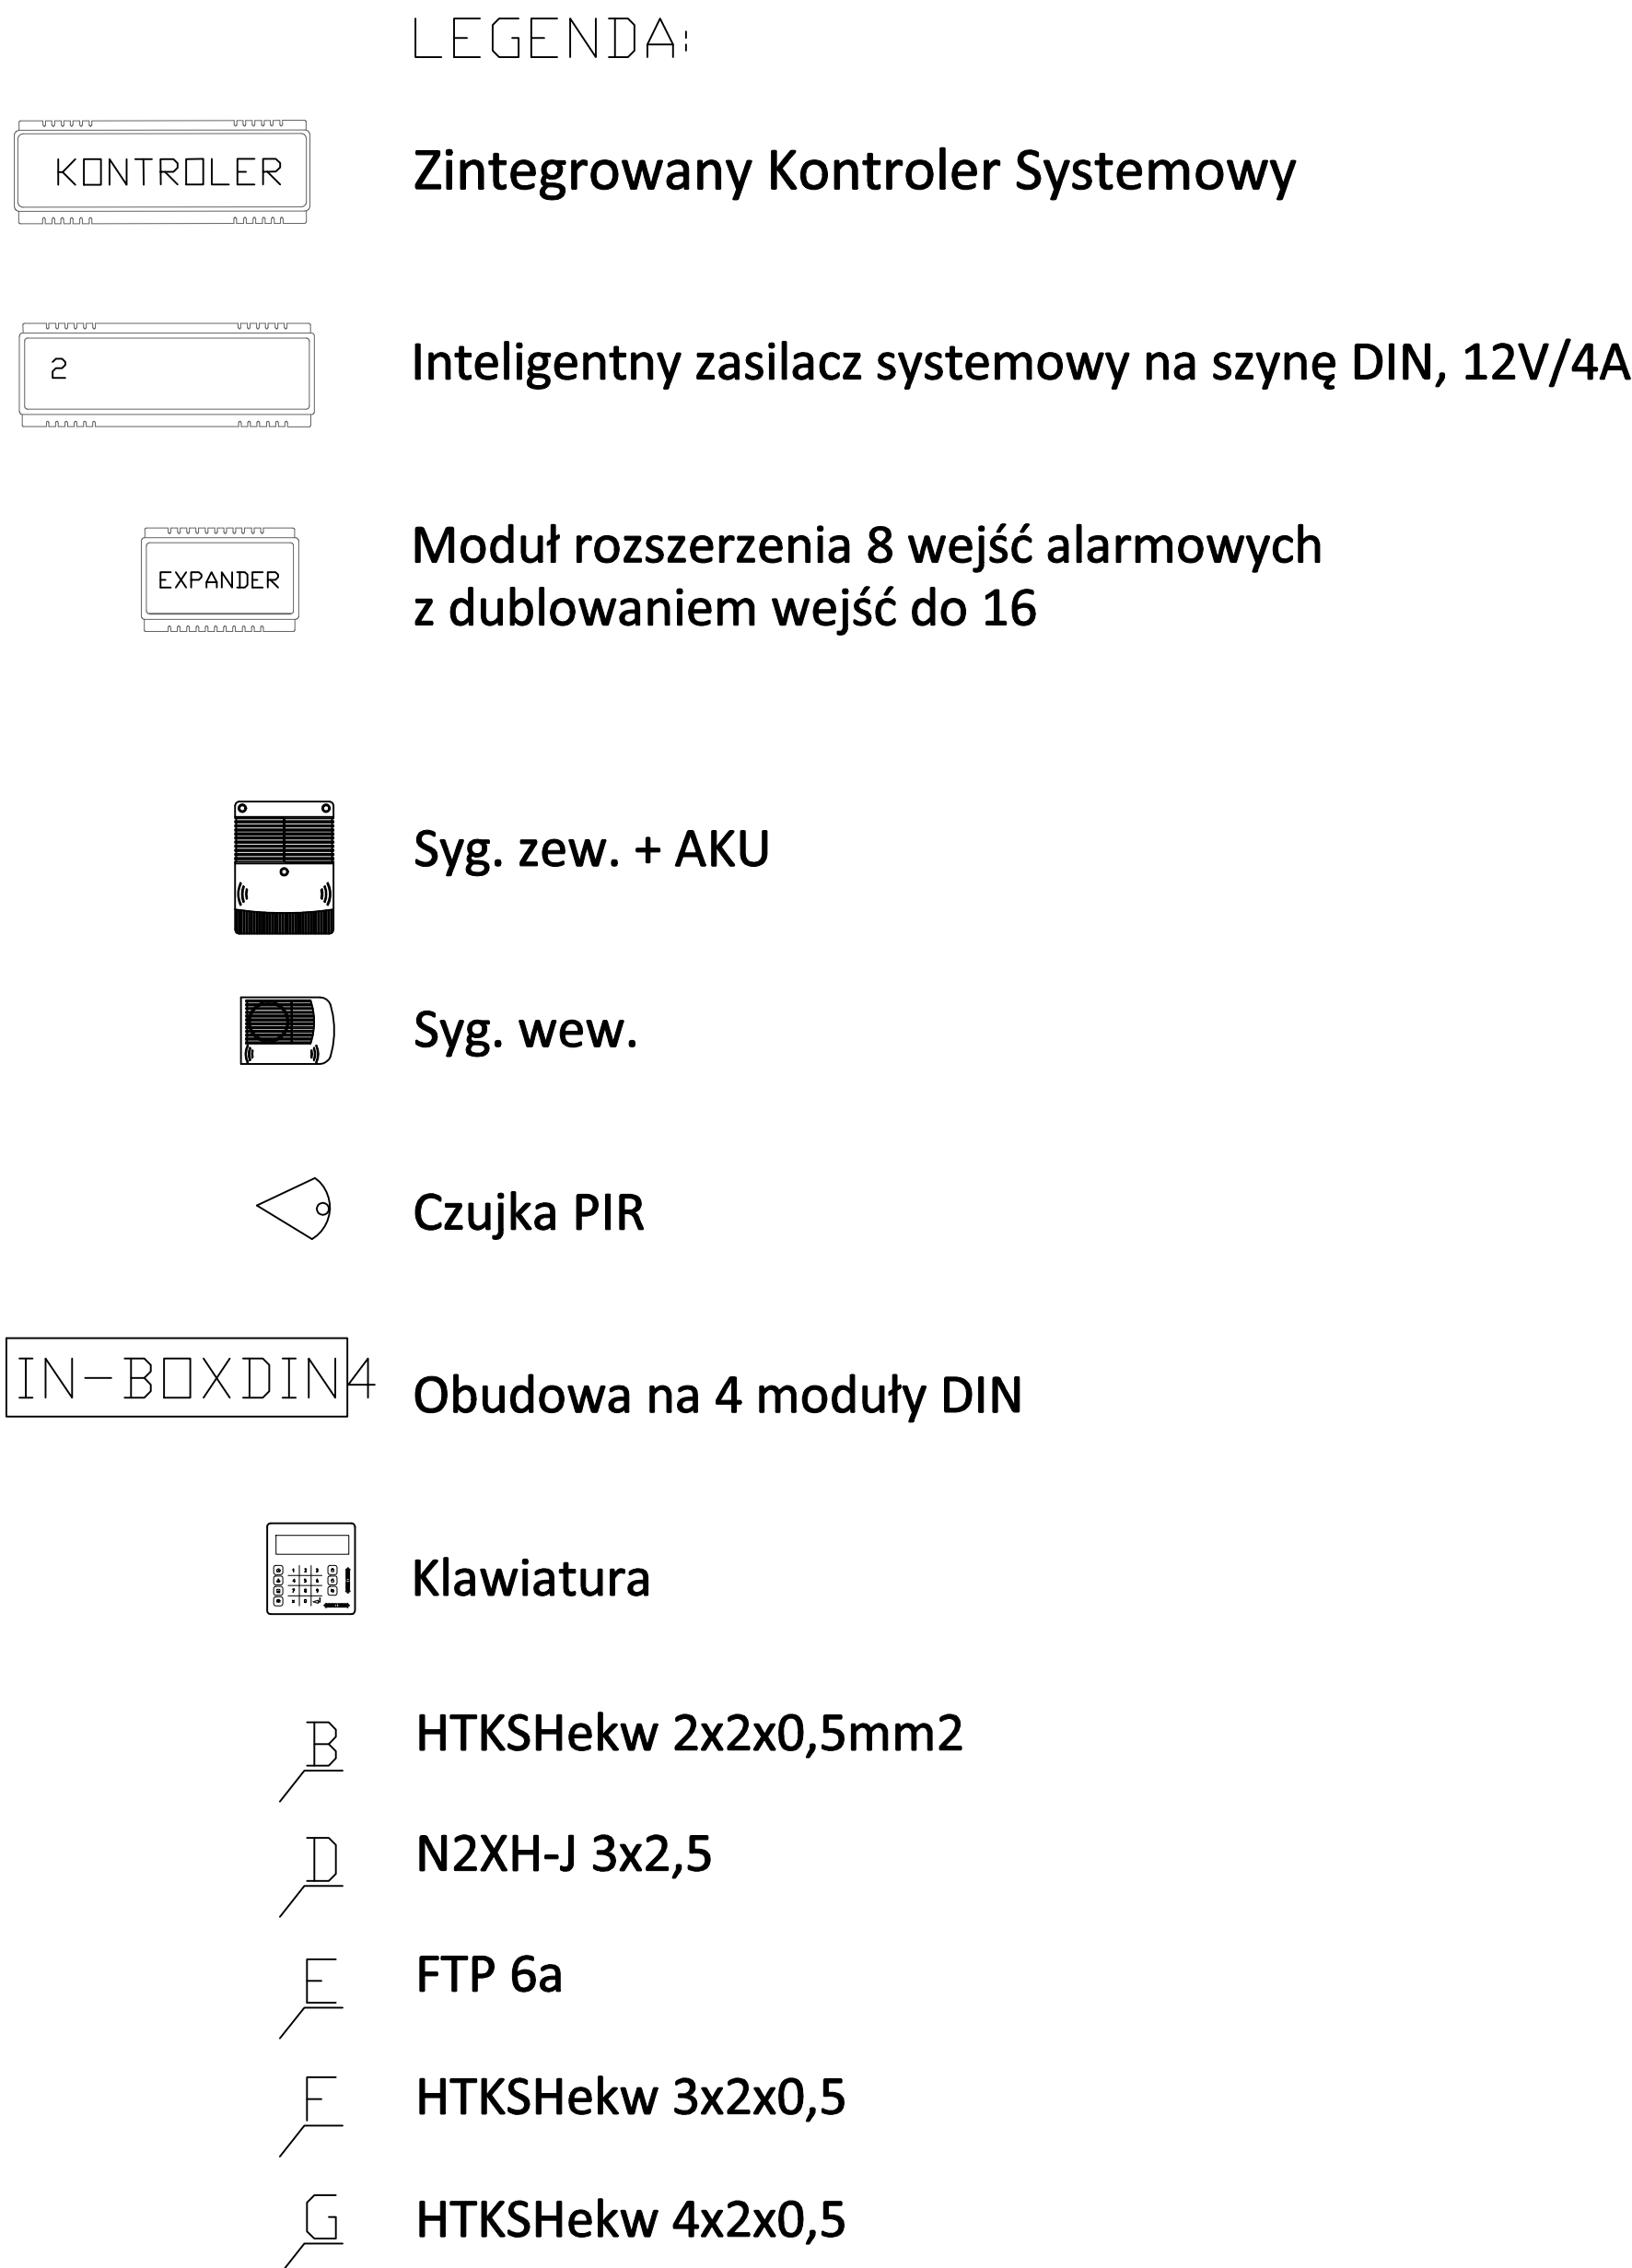 LEGENDA:
KONTROLER
Zintegrowany Kontroler Systemowy
2
Inteligentny zasilacz systemowy na szynę DIN, 12V/4A
EXPANDER
Moduł rozszerzenia 8 wejść alarmowych
z dublowaniem wejść do 16
Syg. zew. + AKU
Syg. wew.
Czujka PIR
IN-BOXDIN4
Obudowa na 4 moduły DIN
Klawiatura
B
HTKSHekw 2x2x0,5mm2
D
N2XH-J 3x2,5
E
FTP 6a
F
HTKSHekw 3x2x0,5
G
HTKSHekw 4x2x0,5